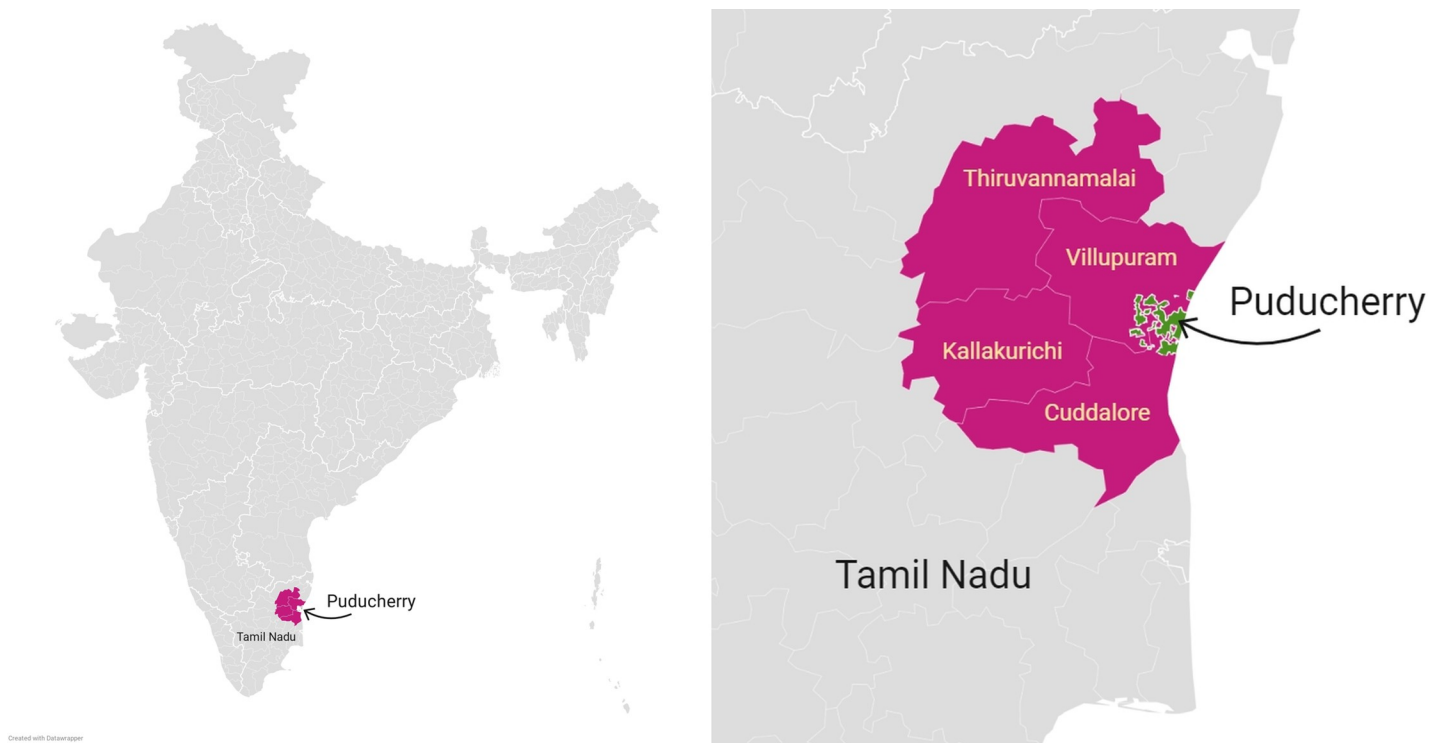 Puducherry
Tamil Nadu
Created with Datawrapper
Thiruvannamalai
Villupuram
Puducherry
Kallakurichi
Cuddalore
Tamil Nadu